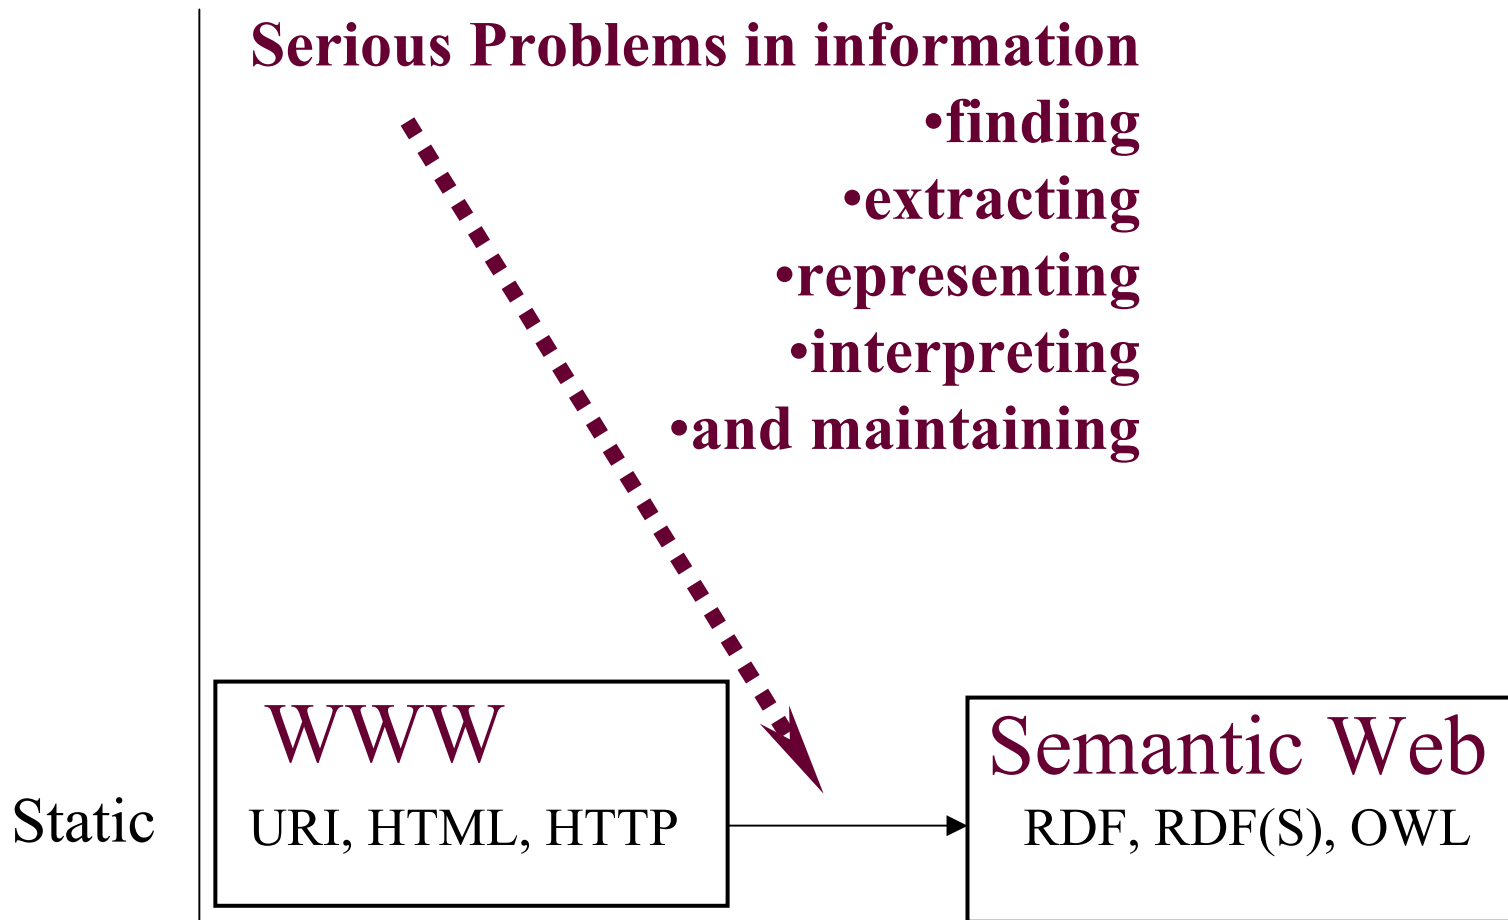 Serious Problems in information
•finding
•extracting
•representing
•interpreting
•and maintaining
WWW
URI, HTML, HTTP
Semantic Web
RDF, RDF(S), OWL
Static